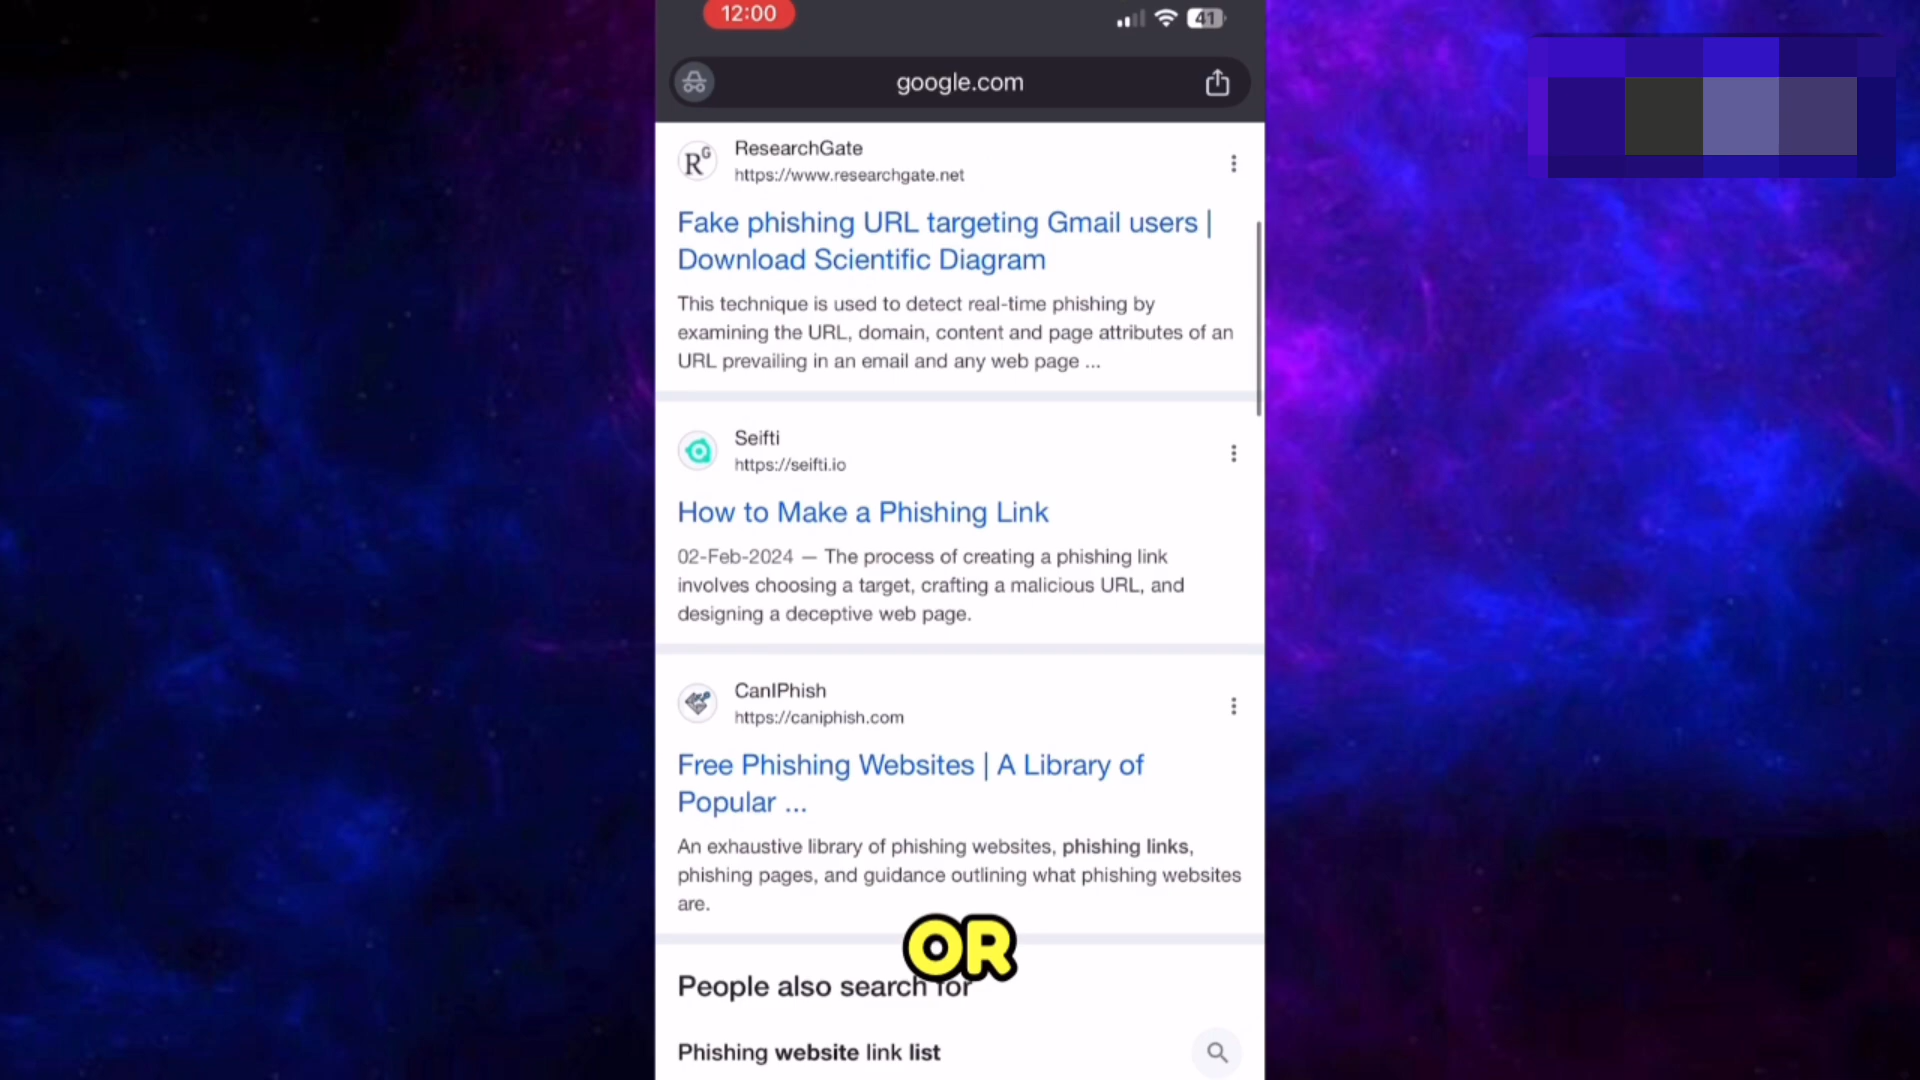 12:00
41
google.com
ResearchGate
https://www.researchgate.net
Fake phishing URL targeting Gmail users |
Download Scientific Diagram
This technique is used to detect real-time phishing by
examining the URL, domain, content and page attributes of an
URL prevailing in an email and any web page ...
Seifti
https://seifti.io
How to Make a Phishing Link
02-Feb-2024 — The process of creating a phishing link
involves choosing a target, crafting a malicious URL, and
designing a deceptive web page.
CanIPhish
https://caniphish.com
Free Phishing Websites | A Library of
Popular ...
An exhaustive library of phishing websites, phishing links,
phishing pages, and guidance outlining what phishing websites
are.
OR
People also search for
Phishing website link list